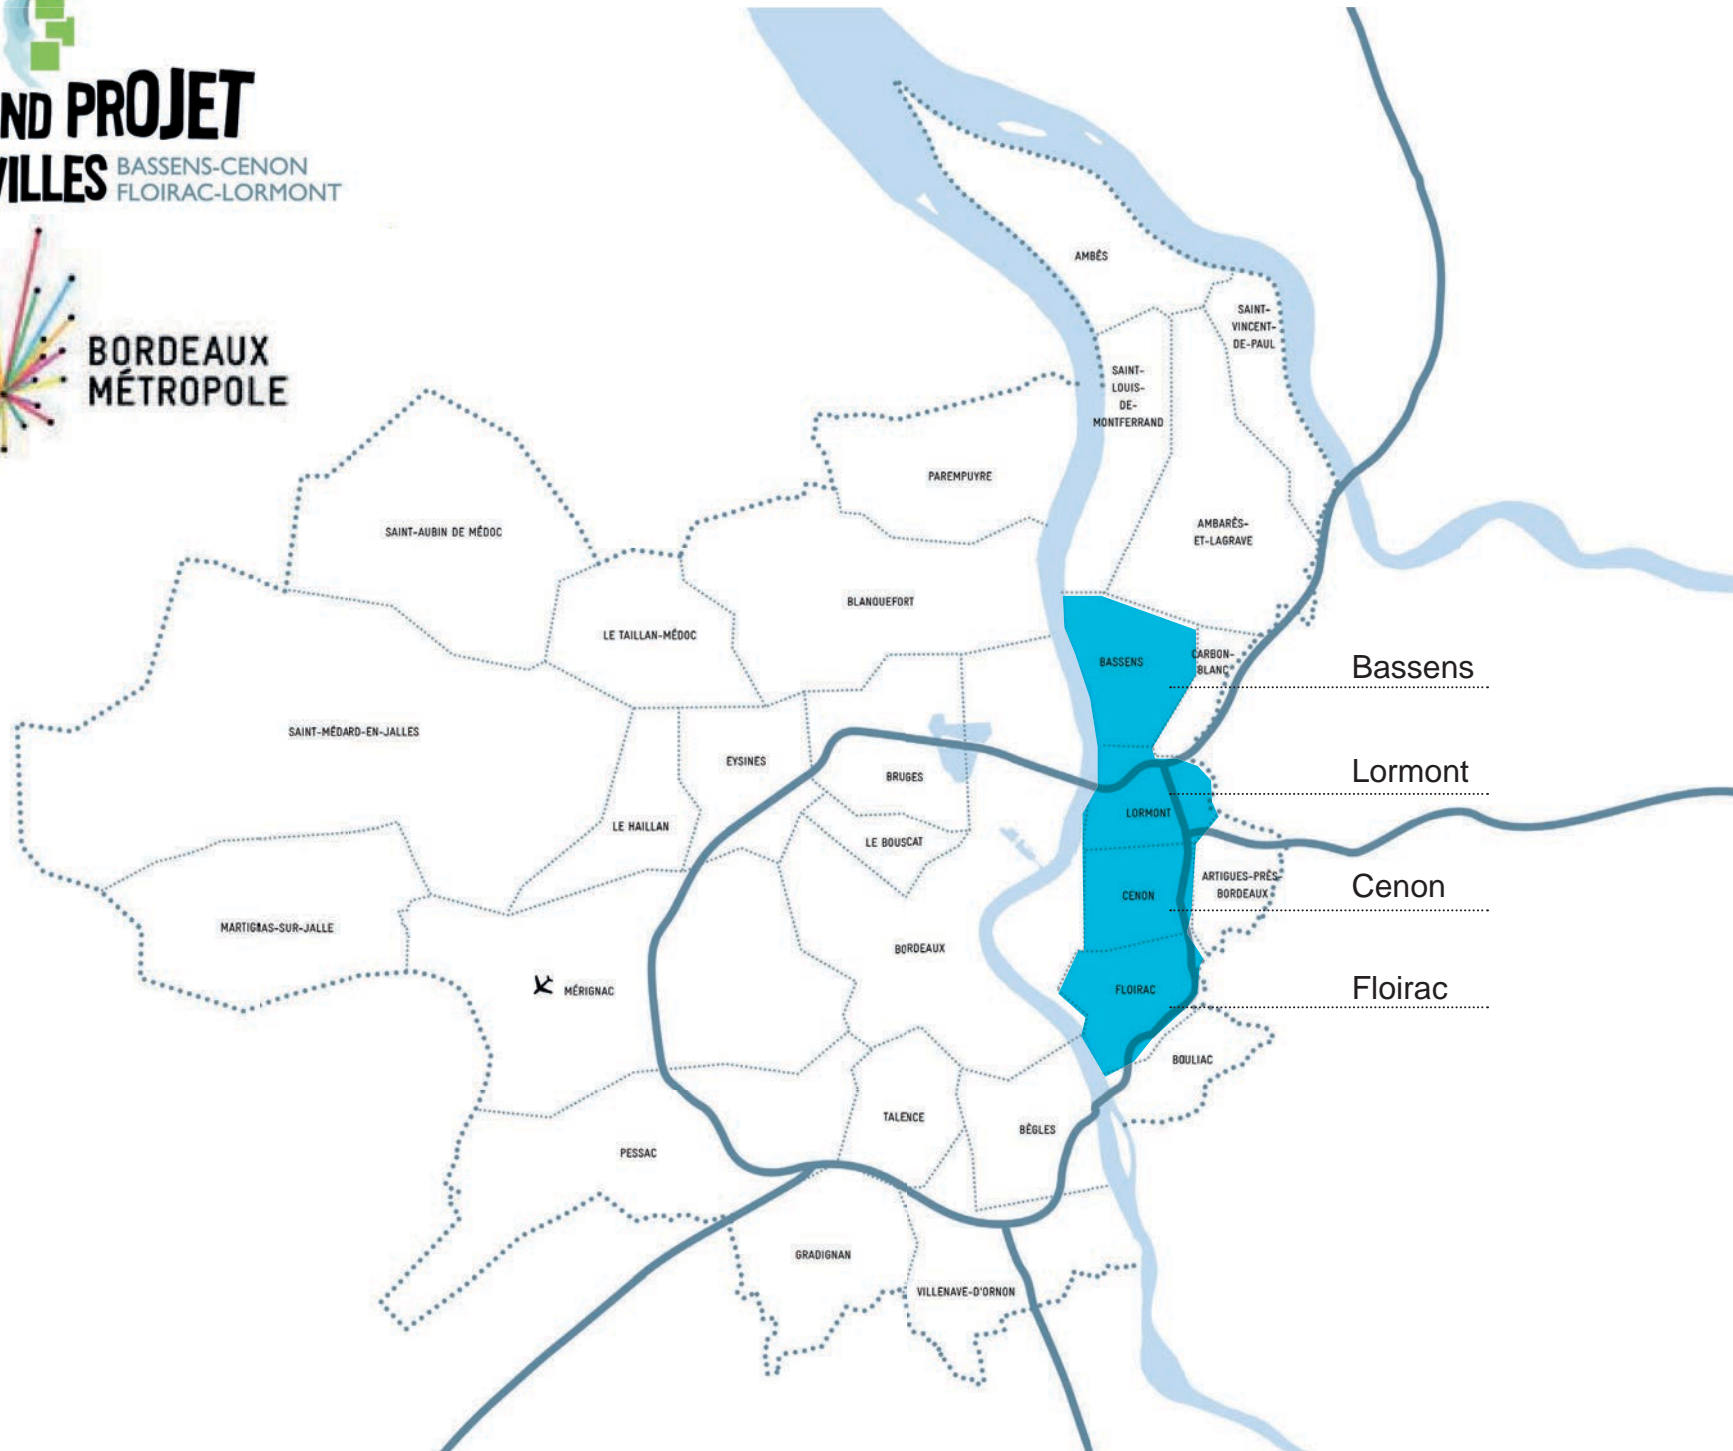 ND PROJET
VILLES BASSENS-CENON
FLOIRAC-LORMONT
BORDEAUX
MÉTROPOLE
AMBÈS
SAINT-
VINCENT-
DE-PAUL
SAINT-
LOUIS-
DE-
MONTFERRAND
PAREMPUYRE
SAINT-AUBIN DE MÉDOC
AMBARÈS-
ET-LAGRAVE
BLANQUEFORT
LE TAILLAN-MÉDOC
BASSENS
CARBON-
BLANC
Bassens
SAINT-MÉDARD-EN-JALLES
EYSINES
BRUGES
Lormont
LORMONT
LE HAILLAN
LE BOUSCAT
ARTIGUES-PRÈS-
BORDEAUX
Cenon
CENON
MARTIGNAS-SUR-JALLE
BORDEAUX
MÉRIGNAC
FLOIRAC
Floirac
BOULIAC
TALENCE
BÈGLES
PESSAC
GRADIGNAN
VILLENAVE-D'ORNON